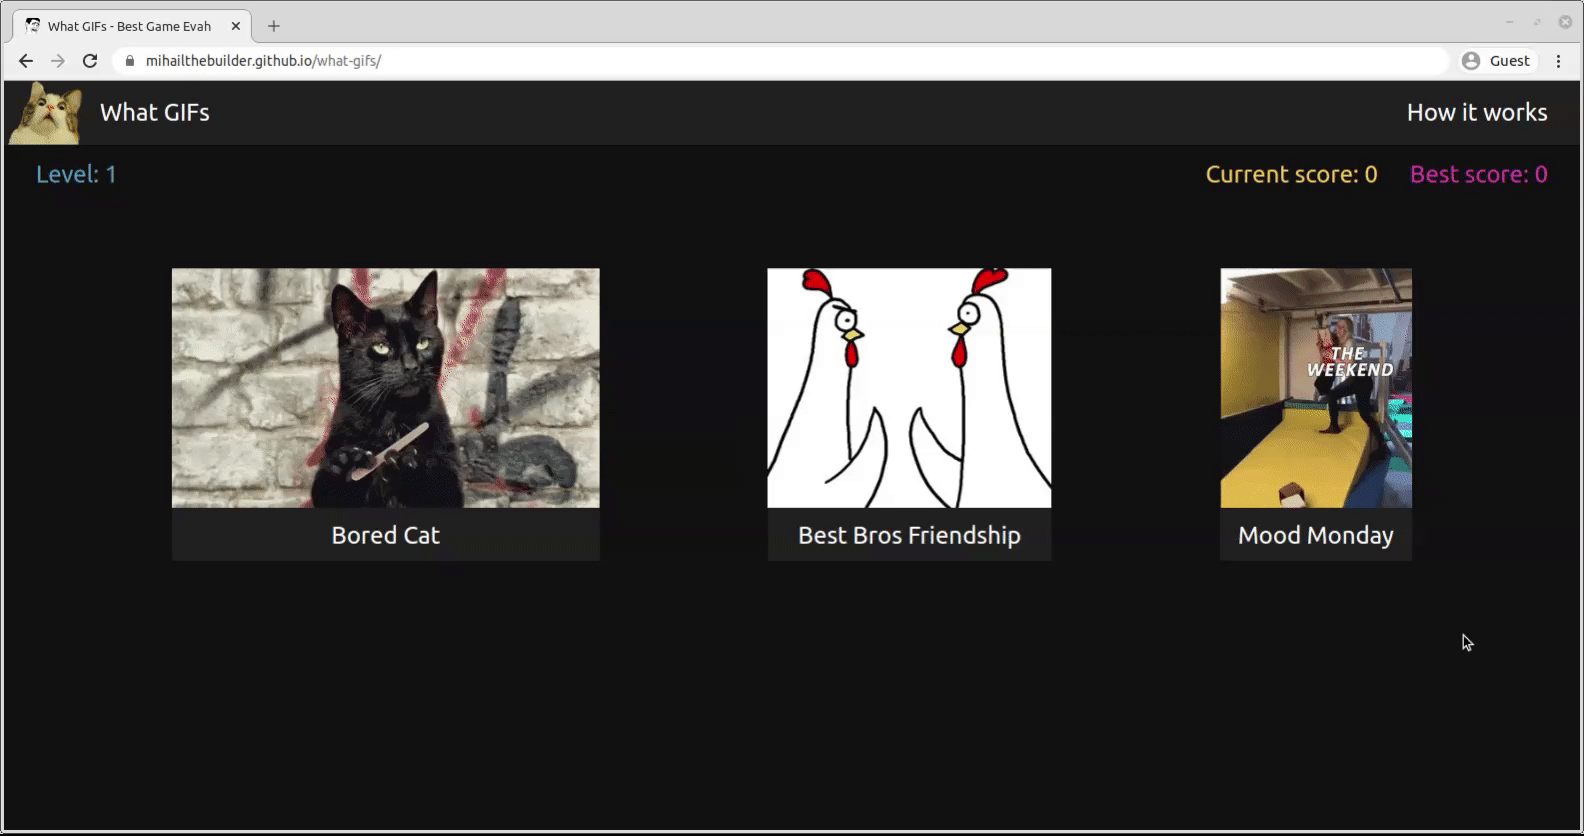 What GIFs - Best Game Evah
mihailthebuilder.github.io/what-gifs/
Guest
What GIFs
How it works
Level: 1
Current score: 0
Best score: 0
THE
WEEKEND
Bored Cat
Best Bros Friendship
Mood Monday